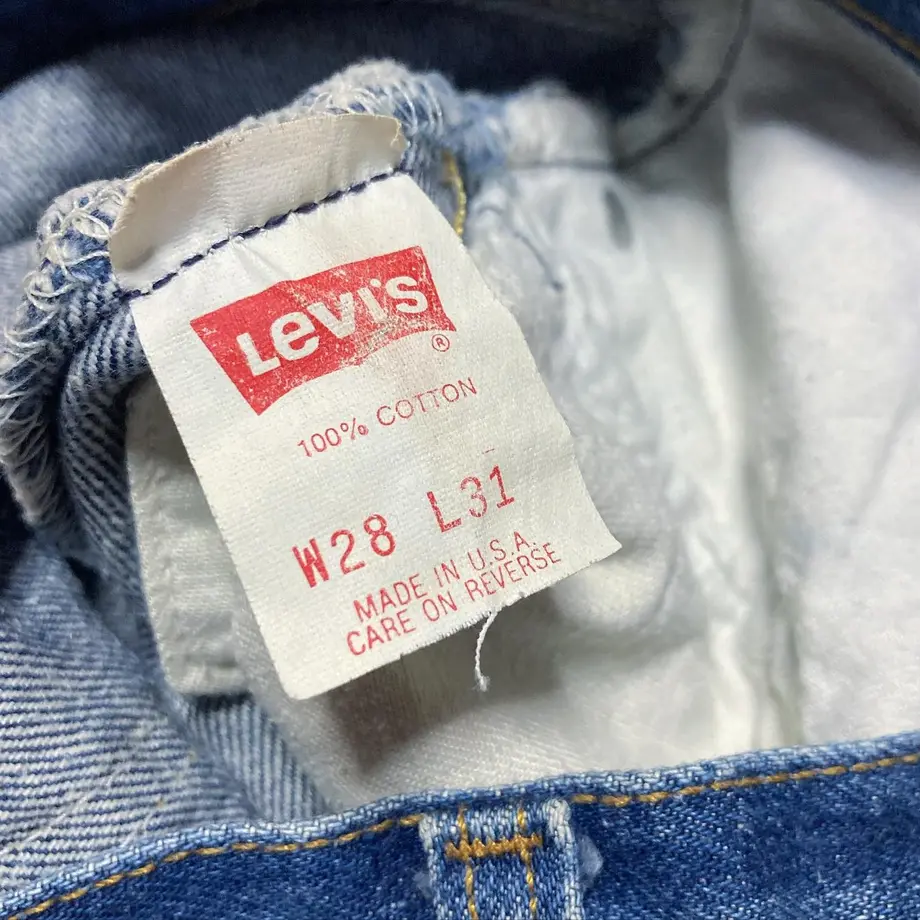 Levi's
®
100% COTTON
W28 L31
MADE IN U.S.A.
CARE ON REVERSE